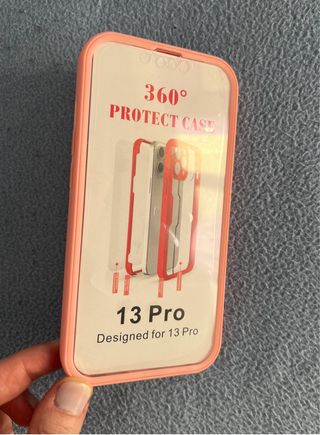 360°
PROTECT CASE
13 Pro
Designed for 13 Pro